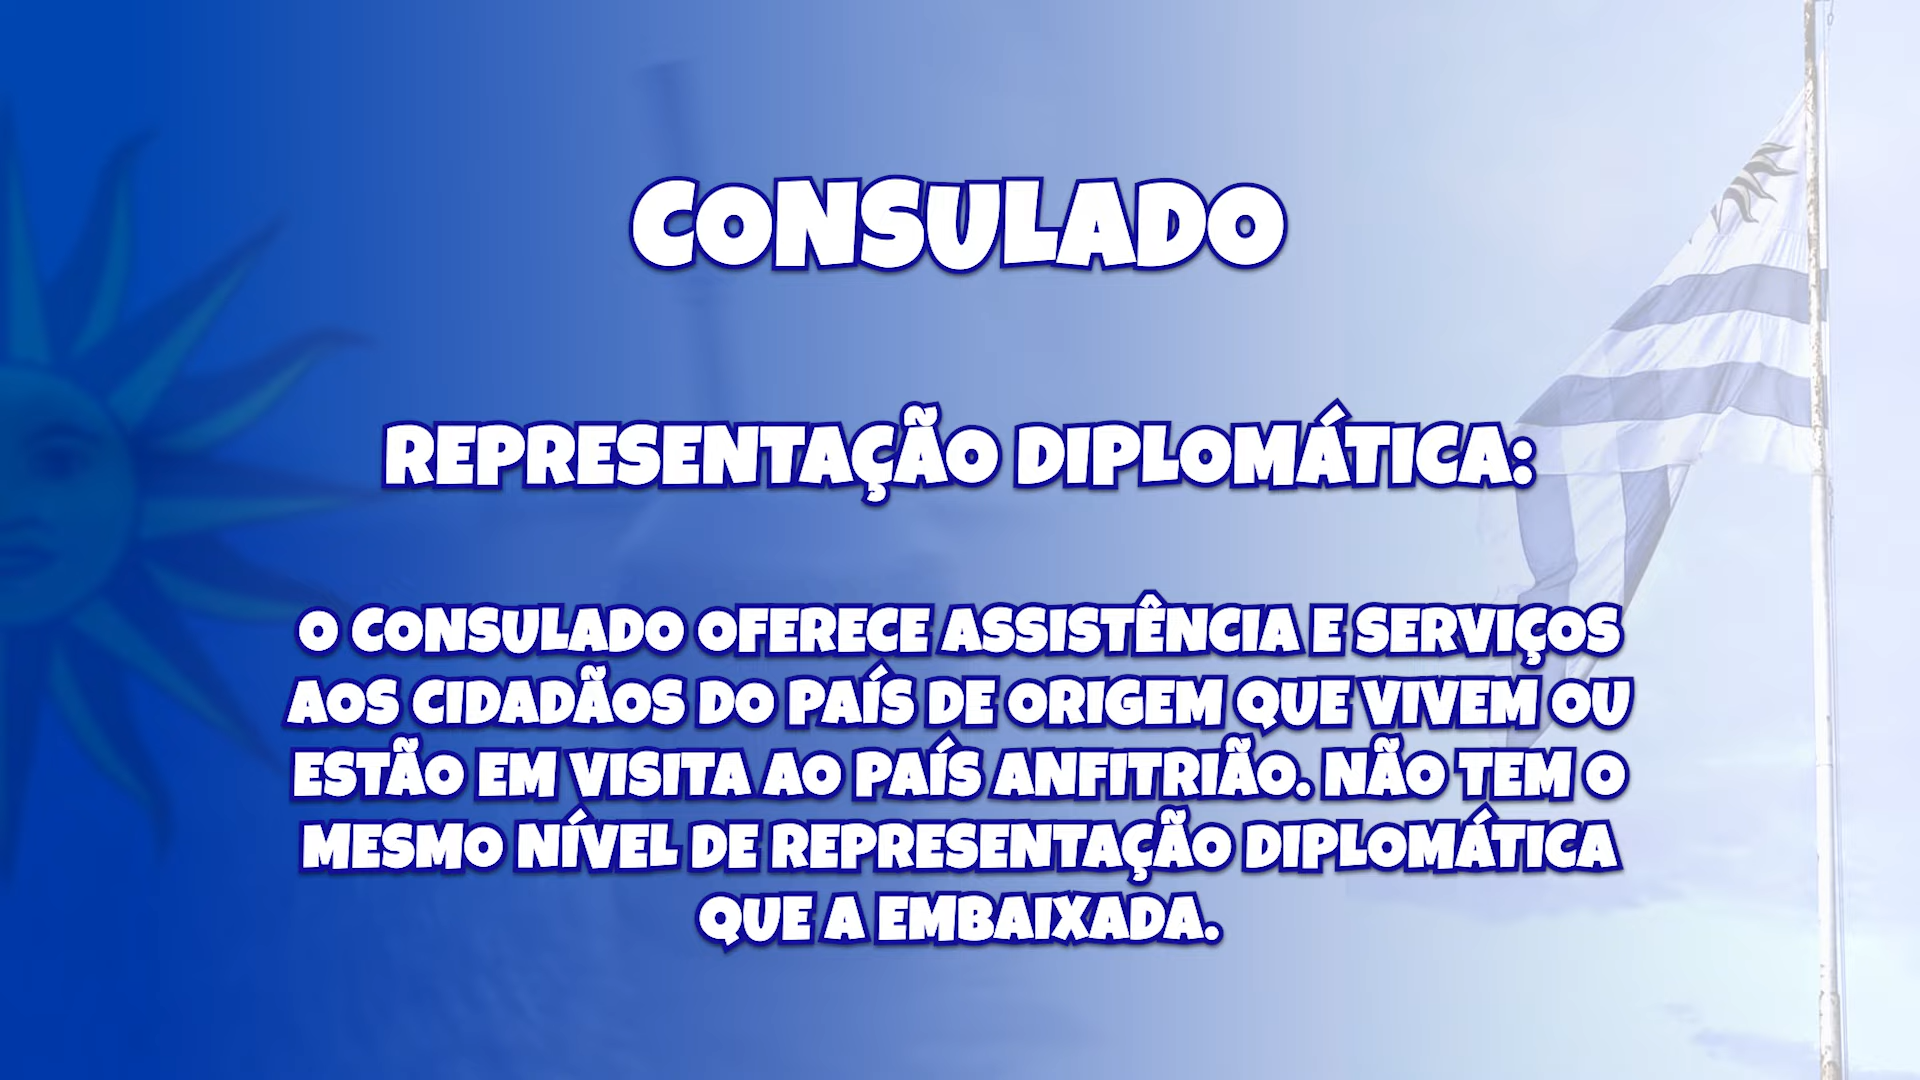 CONSULADO
REPRESENTAÇÃO DIPLOMÁTICA:
O CONSULADO OFERECE ASSISTÊNCIA E SERVIÇOS
AOS CIDADÃOS DO PAÍS DE ORIGEM QUE VIVEM OU
ESTÃO EM VISITA AO PAÍS ANFITRIÃO. NÃO TEM O
MESMO NÍVEL DE REPRESENTAÇÃO DIPLOMÁTICA
QUE A EMBAIXADA.